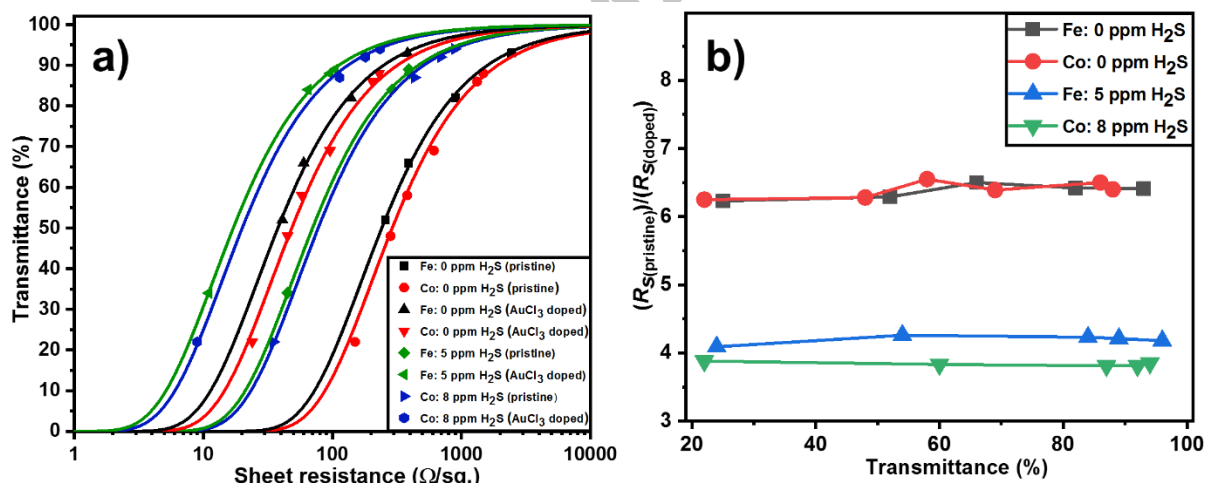 a)
Transmittance (%)
100
90
80
70
60
50
40
30
20
10
0
1
10
100
1000
10000
Sheet resistance (Ω/sq.)
Fe: 0 ppm H₂S (pristine)
Co: 0 ppm H₂S (pristine)
Fe: 0 ppm H₂S (AuCl₃ doped)
Co: 0 ppm H₂S (AuCl₃ doped)
Fe: 5 ppm H₂S (pristine)
Fe: 5 ppm H₂S (AuCl₃ doped)
Co: 8 ppm H₂S (pristine)
Co: 8 ppm H₂S (AuCl₃ doped)
b)
(R_S(pristine))/(R_S(doped))
8
7
6
5
4
3
20
40
60
80
100
Transmittance (%)
Fe: 0 ppm H₂S
Co: 0 ppm H₂S
Fe: 5 ppm H₂S
Co: 8 ppm H₂S